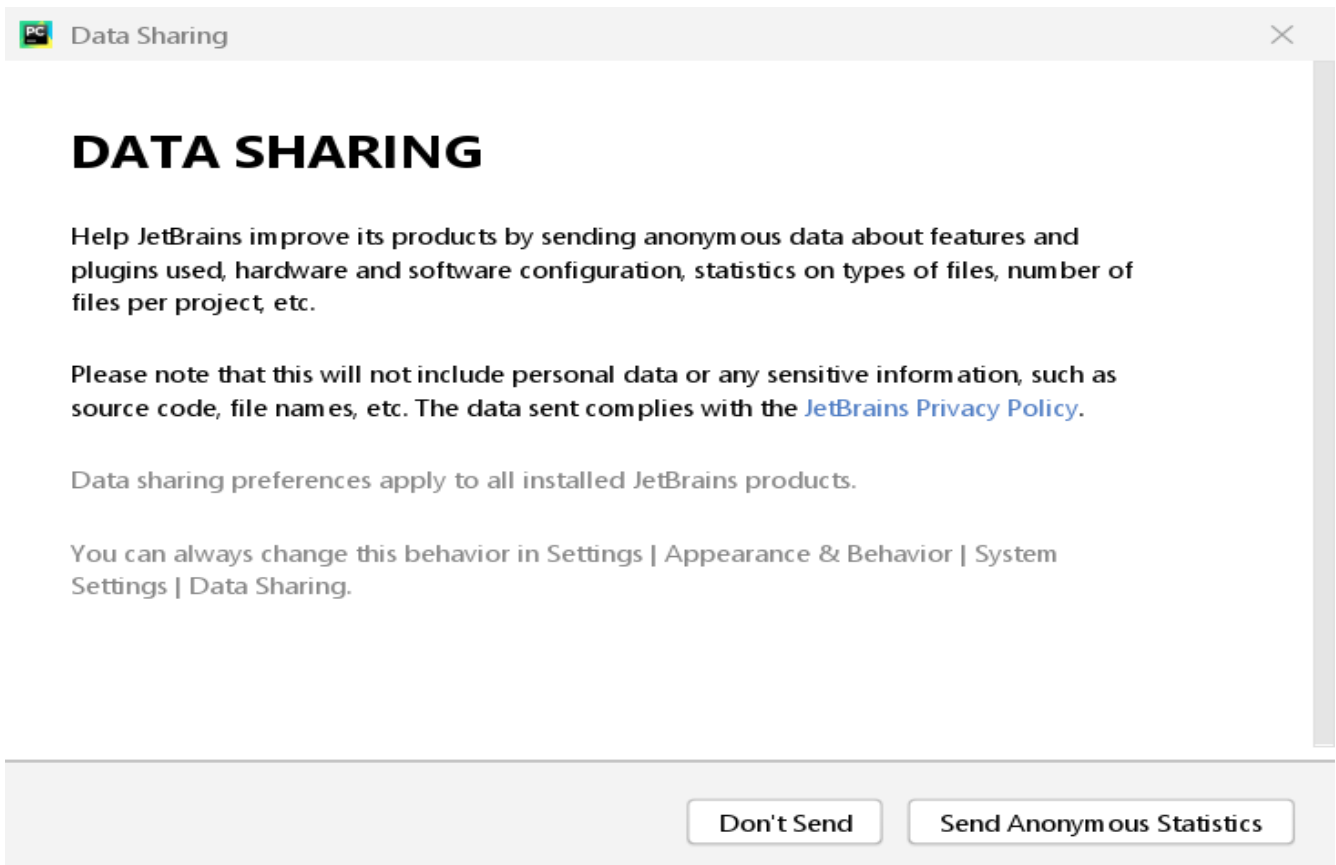 PC Data Sharing
DATA SHARING
Help JetBrains improve its products by sending anonymous data about features and
plugins used, hardware and software configuration, statistics on types of files, number of
files per project, etc.
Please note that this will not include personal data or any sensitive information, such as
source code, file names, etc. The data sent complies with the JetBrains Privacy Policy.
Data sharing preferences apply to all installed JetBrains products.
You can always change this behavior in Settings | Appearance & Behavior | System
Settings | Data Sharing.
Don't Send Send Anonymous Statistics